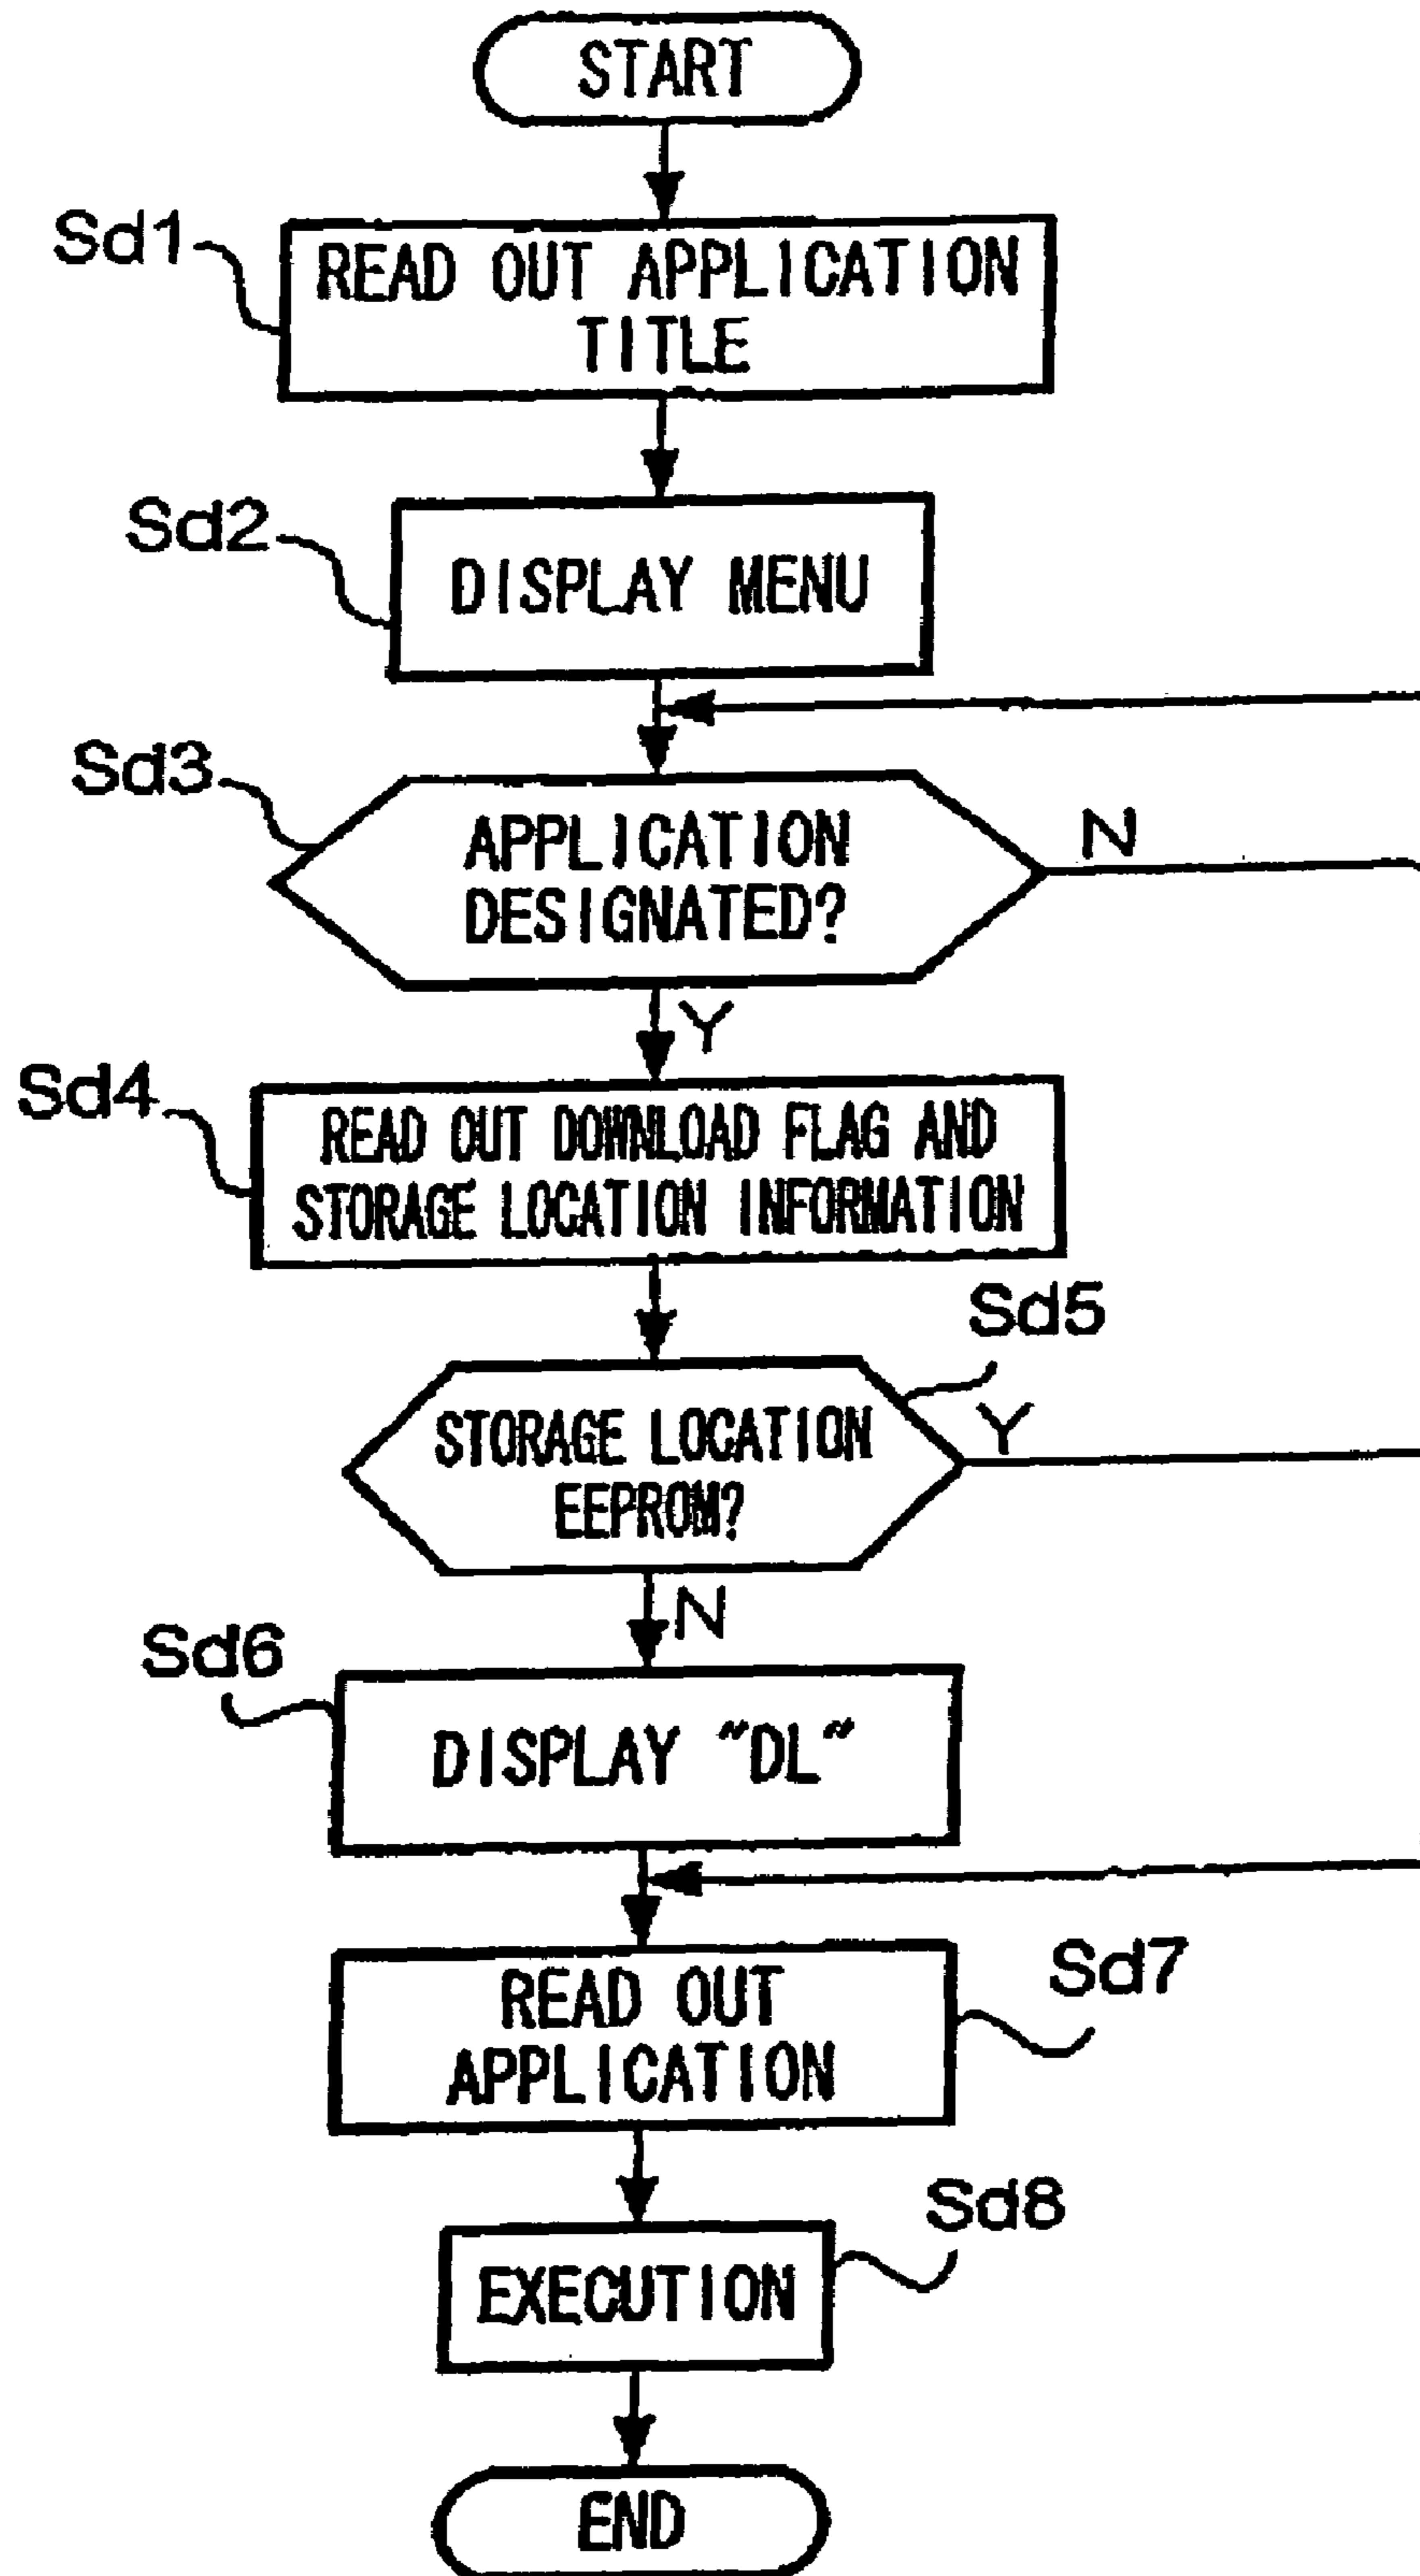 START
Sd1
READ OUT APPLICATION
TITLE
Sd2
DISPLAY MENU
Sd3
APPLICATION
DESIGNATED?
N
Y
Sd4
READ OUT DOWNLOAD FLAG AND
STORAGE LOCATION INFORMATION
Sd5
STORAGE LOCATION
EEPROM?
Y
N
Sd6
DISPLAY "DL"
READ OUT
APPLICATION
Sd7
Sd8
EXECUTION
END